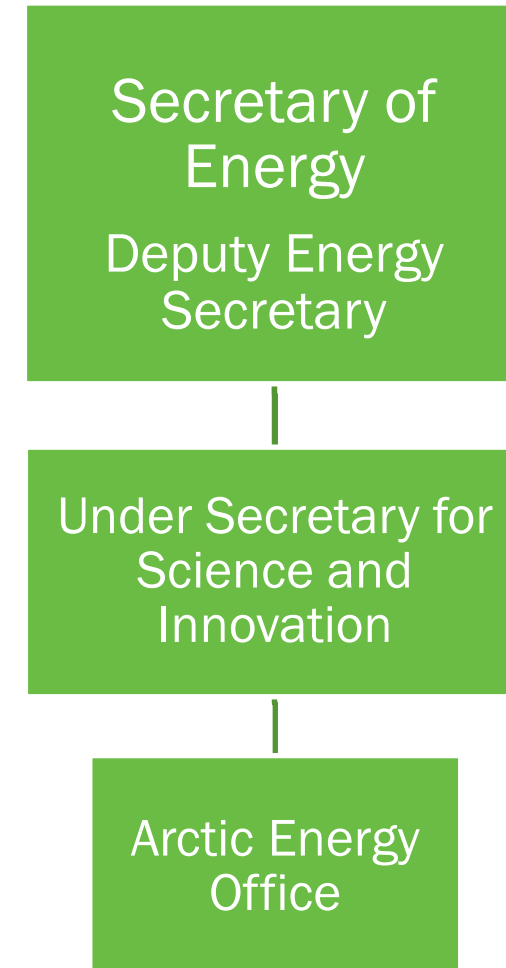 Secretary of
Energy
Deputy Energy
Secretary
Under Secretary for
Science and
Innovation
Arctic Energy
Office